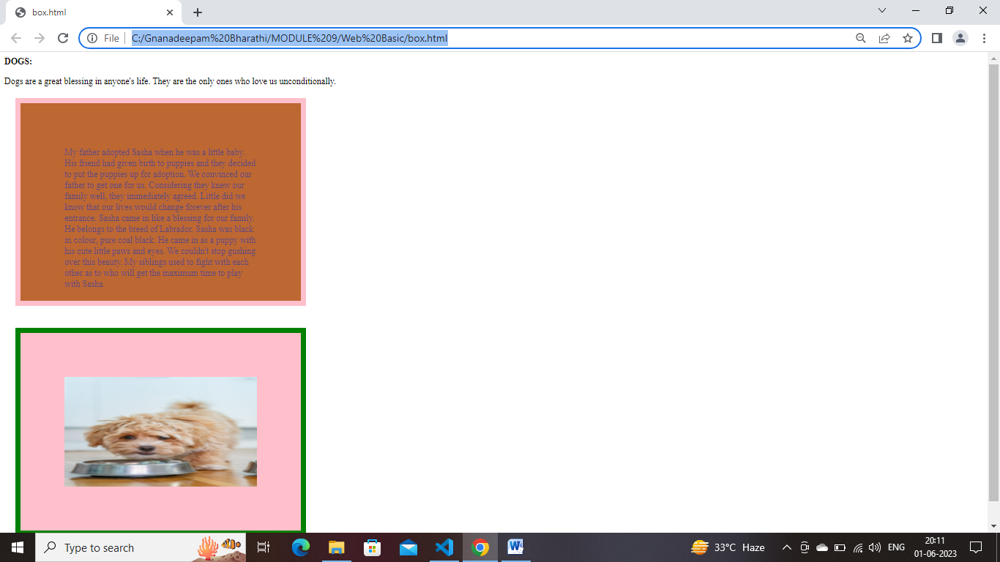 box.html
File
C:/Gnanadeepam%20Bharathi/MODULE%209/Web%20Basic/box.html
DOGS:
Dogs are a great blessing in anyone's life. They are the only ones who love us unconditionally.
My father adopted Sasha when he was a little baby.
His friend had given birth to puppies and they decided
to put the puppies up for adoption. We convinced our
father to get one for us. Considering they knew our
family well, they immediately agreed. Little did we
know that our lives would change forever after his
entrance. Sasha came in like a blessing for our family.
He belongs to the breed of Labrador. Sasha was black
in colour, pure coal black. He came in as a puppy with
his cute little paws and eyes. We couldn't stop gushing
over this beauty. My siblings used to fight with each
other as to who will get the maximum time to play
with Sasha.
Type to search
33°C Haze
ENG
20:11
01-06-2023